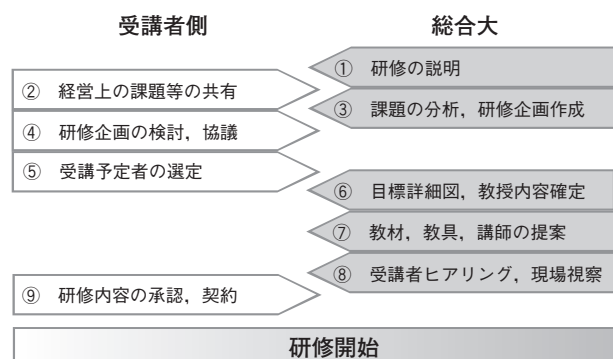 受講者側
総合大
① 研修の説明
② 経営上の課題等の共有
③ 課題の分析，研修企画作成
④ 研修企画の検討，協議
⑤ 受講予定者の選定
⑥ 目標詳細図，教授内容確定
⑦ 教材，教具，講師の提案
⑧ 受講者ヒアリング，現場視察
⑨ 研修内容の承認，契約
研修開始